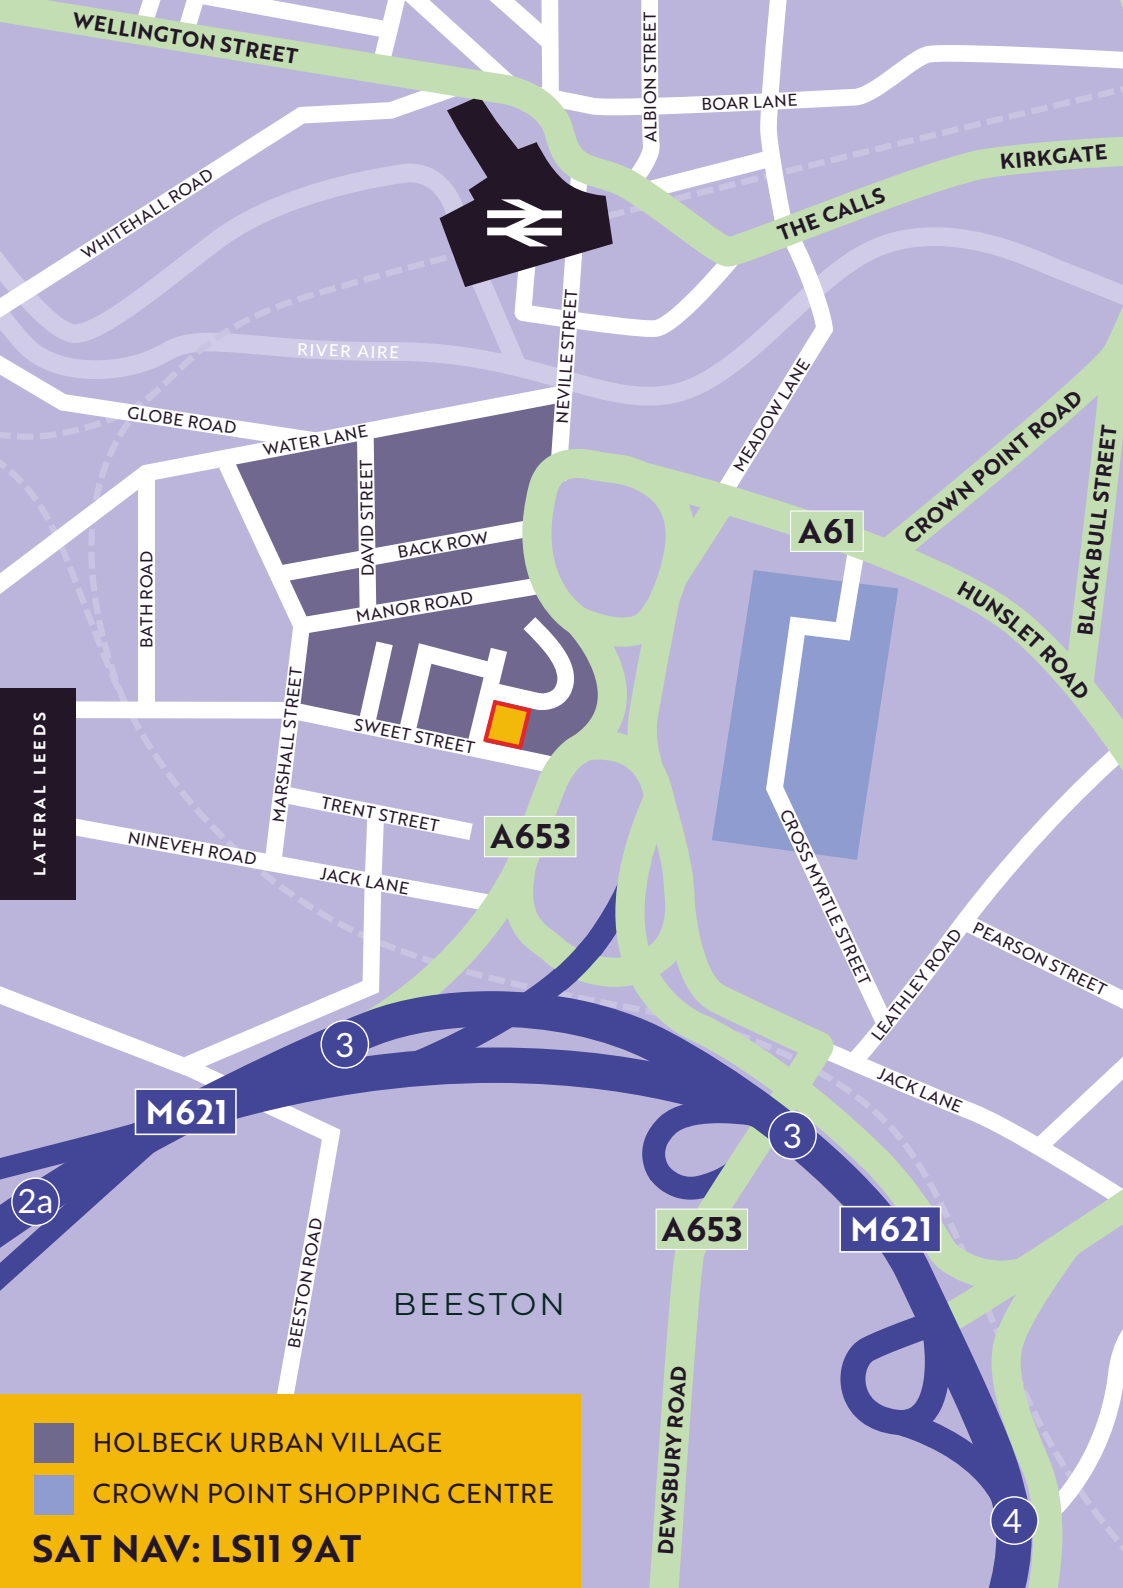 WELLINGTON STREET
ALBION STREET
BOAR LANE
KIRKGATE
THE CALLS
WHITEHALL ROAD
NEVILLE STREET
RIVER AIRE
MEADOW LANE
GLOBE ROAD
WATER LANE
CROWN POINT ROAD
BLACK BULL STREET
DAVID STREET
BACK ROW
A61
BATH ROAD
MANOR ROAD
HUNSLET ROAD
MARSHALL STREET
SWEET STREET
LATERAL LEEDS
TRENT STREET
A653
NINEVEH ROAD
JACK LANE
CROSS MYRTLE STREET
LEATHLEY ROAD
PEARSON STREET
3
JACK LANE
M621
3
2a
A653
M621
BEESTON ROAD
BEESTON
DEWSBURY ROAD
4
HOLBECK URBAN VILLAGE
CROWN POINT SHOPPING CENTRE
SAT NAV: LS11 9AT